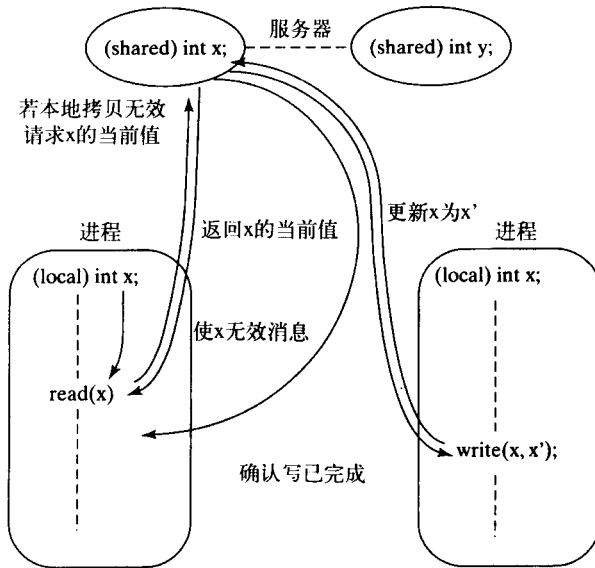 (shared) int x;
服务器
(shared) int y;
若本地拷贝无效
请求x的当前值
更新x为x'
进程
返回x的当前值
进程
(local) int x;
(local) int x;
使x无效消息
read(x)
write(x, x');
确认写已完成